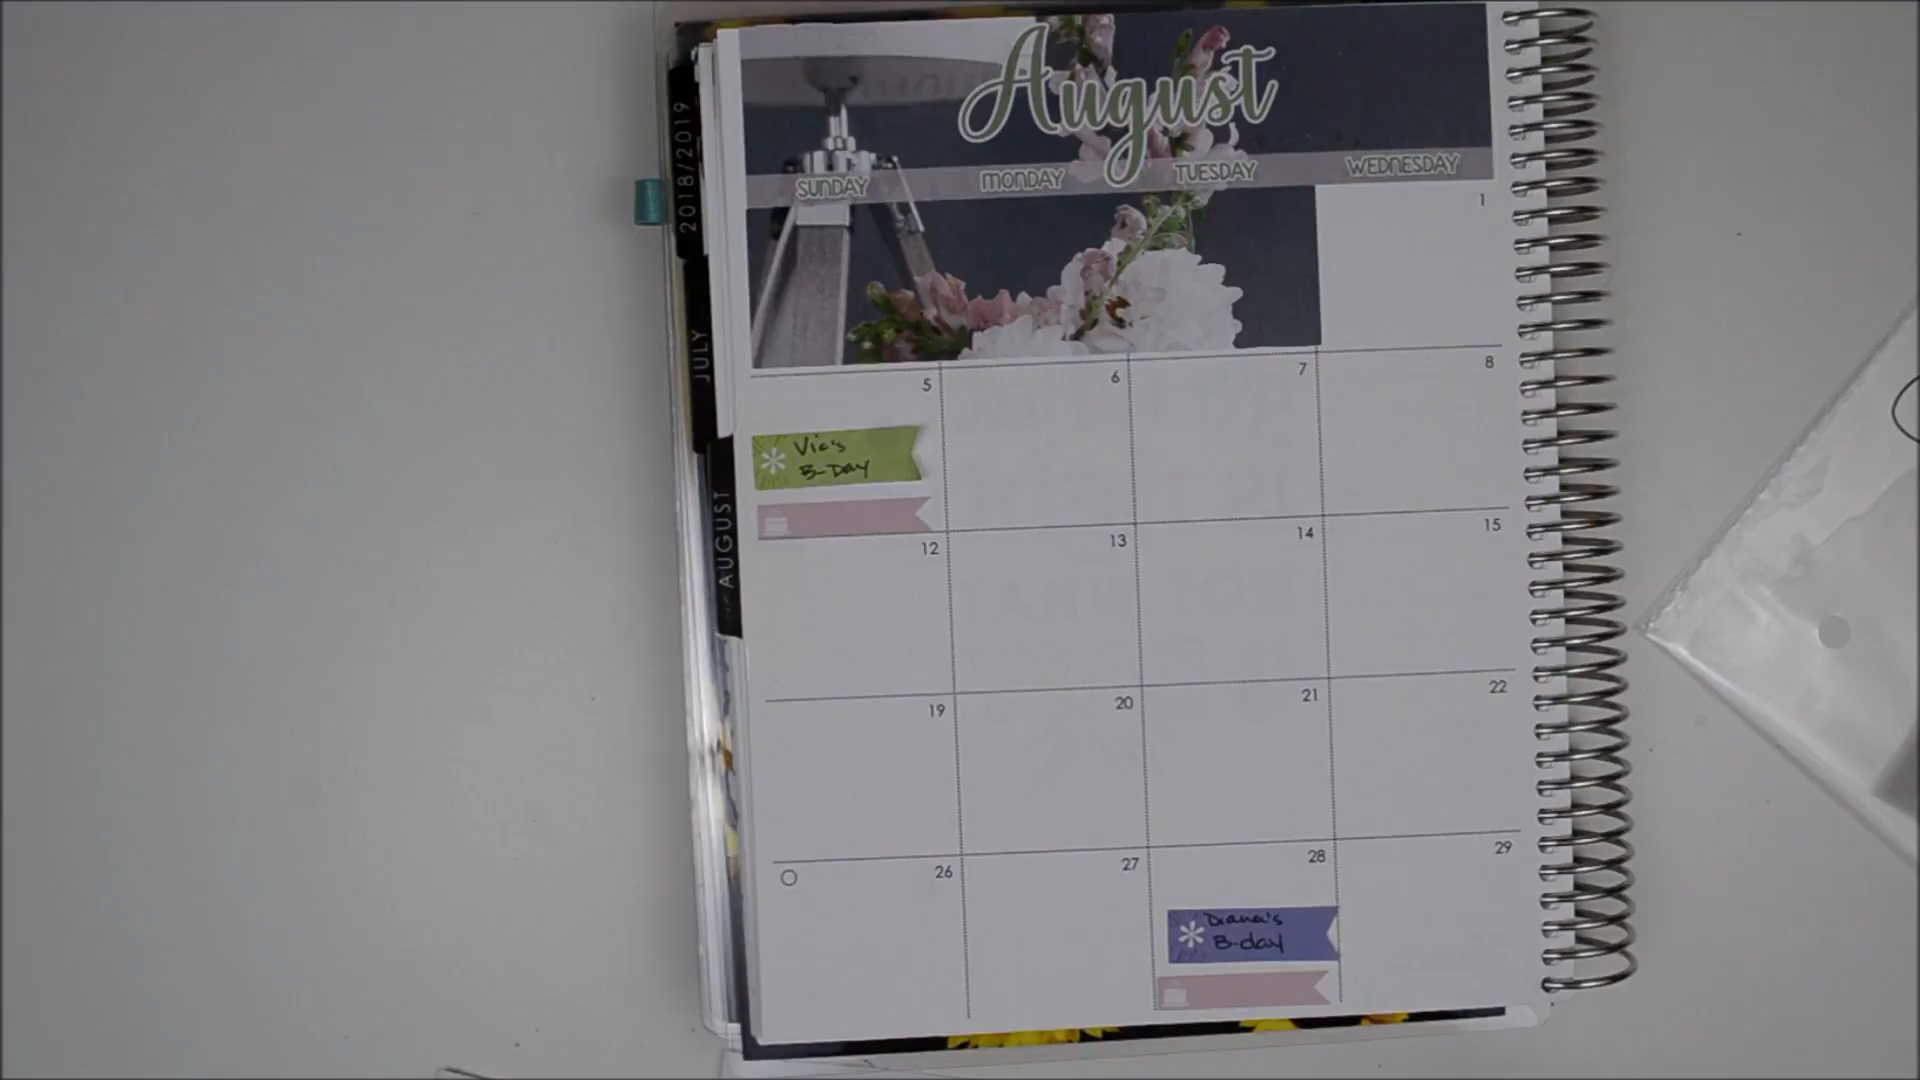 August
SUNDAY MONDAY TUESDAY WEDNESDAY
2018/2019
JULY
AUGUST
1
5 6 7 8
Vic's
B-Day
12 13 14 15
19 20 21 22
26 27 28 29
Diana's
B-day